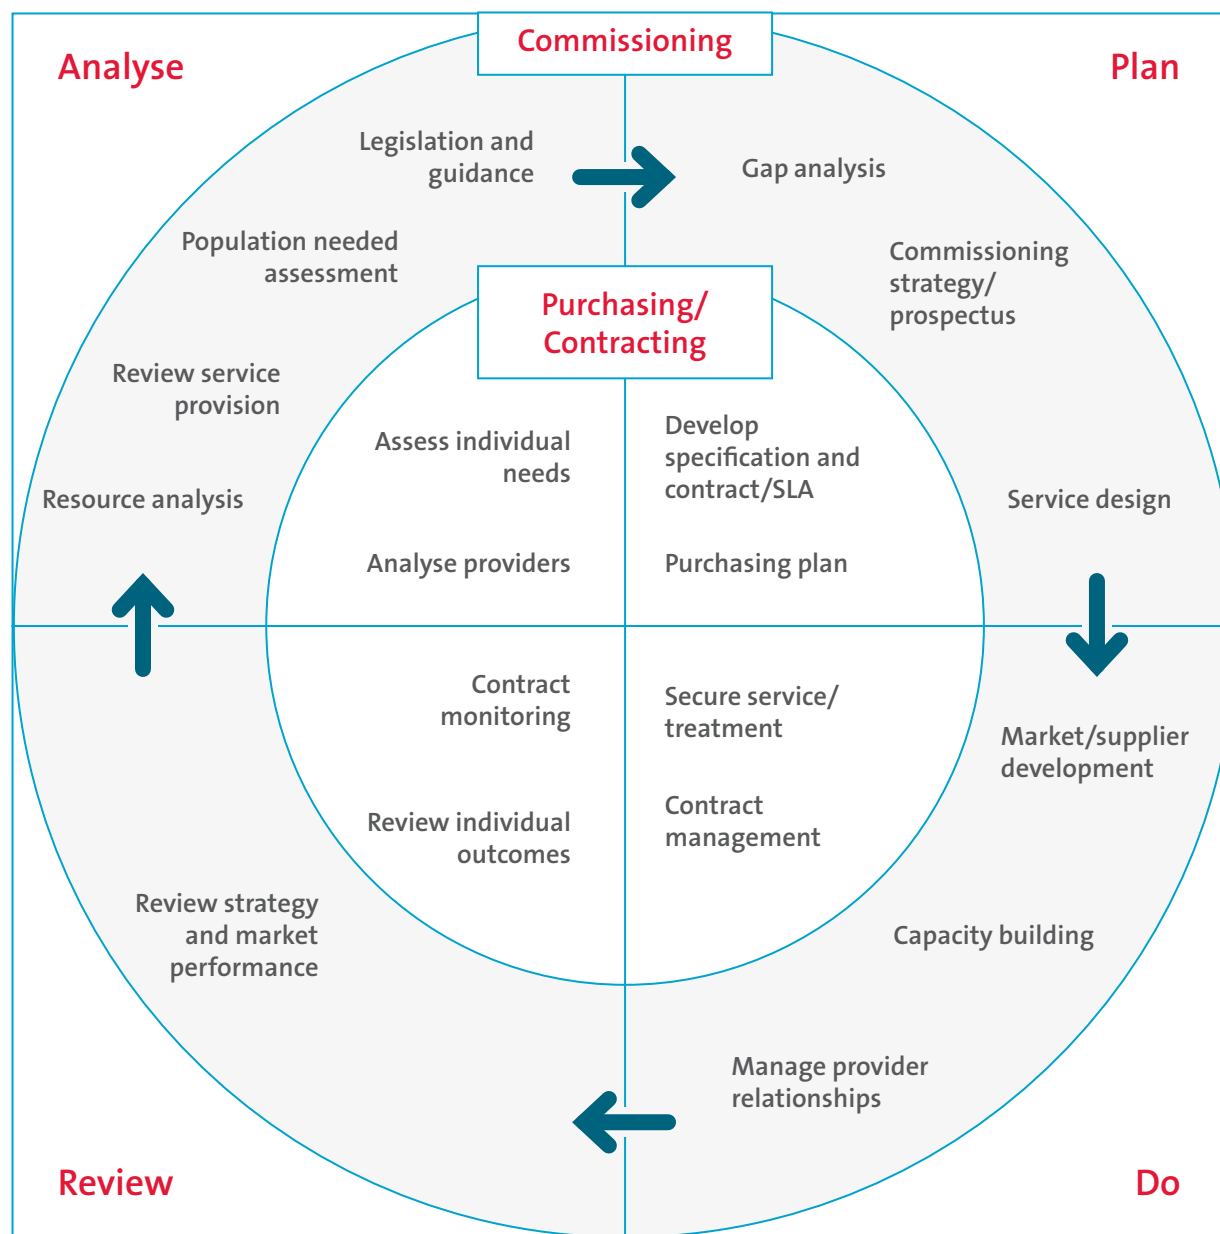 Commissioning
Analyse
Plan
Legislation and
guidance
Gap analysis
Population needed
assessment
Commissioning
strategy/
prospectus
Purchasing/
Contracting
Review service
provision
Assess individual
needs
Develop
specification and
contract/SLA
Resource analysis
Service design
Analyse providers
Purchasing plan
Contract
monitoring
Secure service/
treatment
Market/supplier
development
Review individual
outcomes
Contract
management
Review strategy
and market
performance
Capacity building
Manage provider
relationships
Review
Do